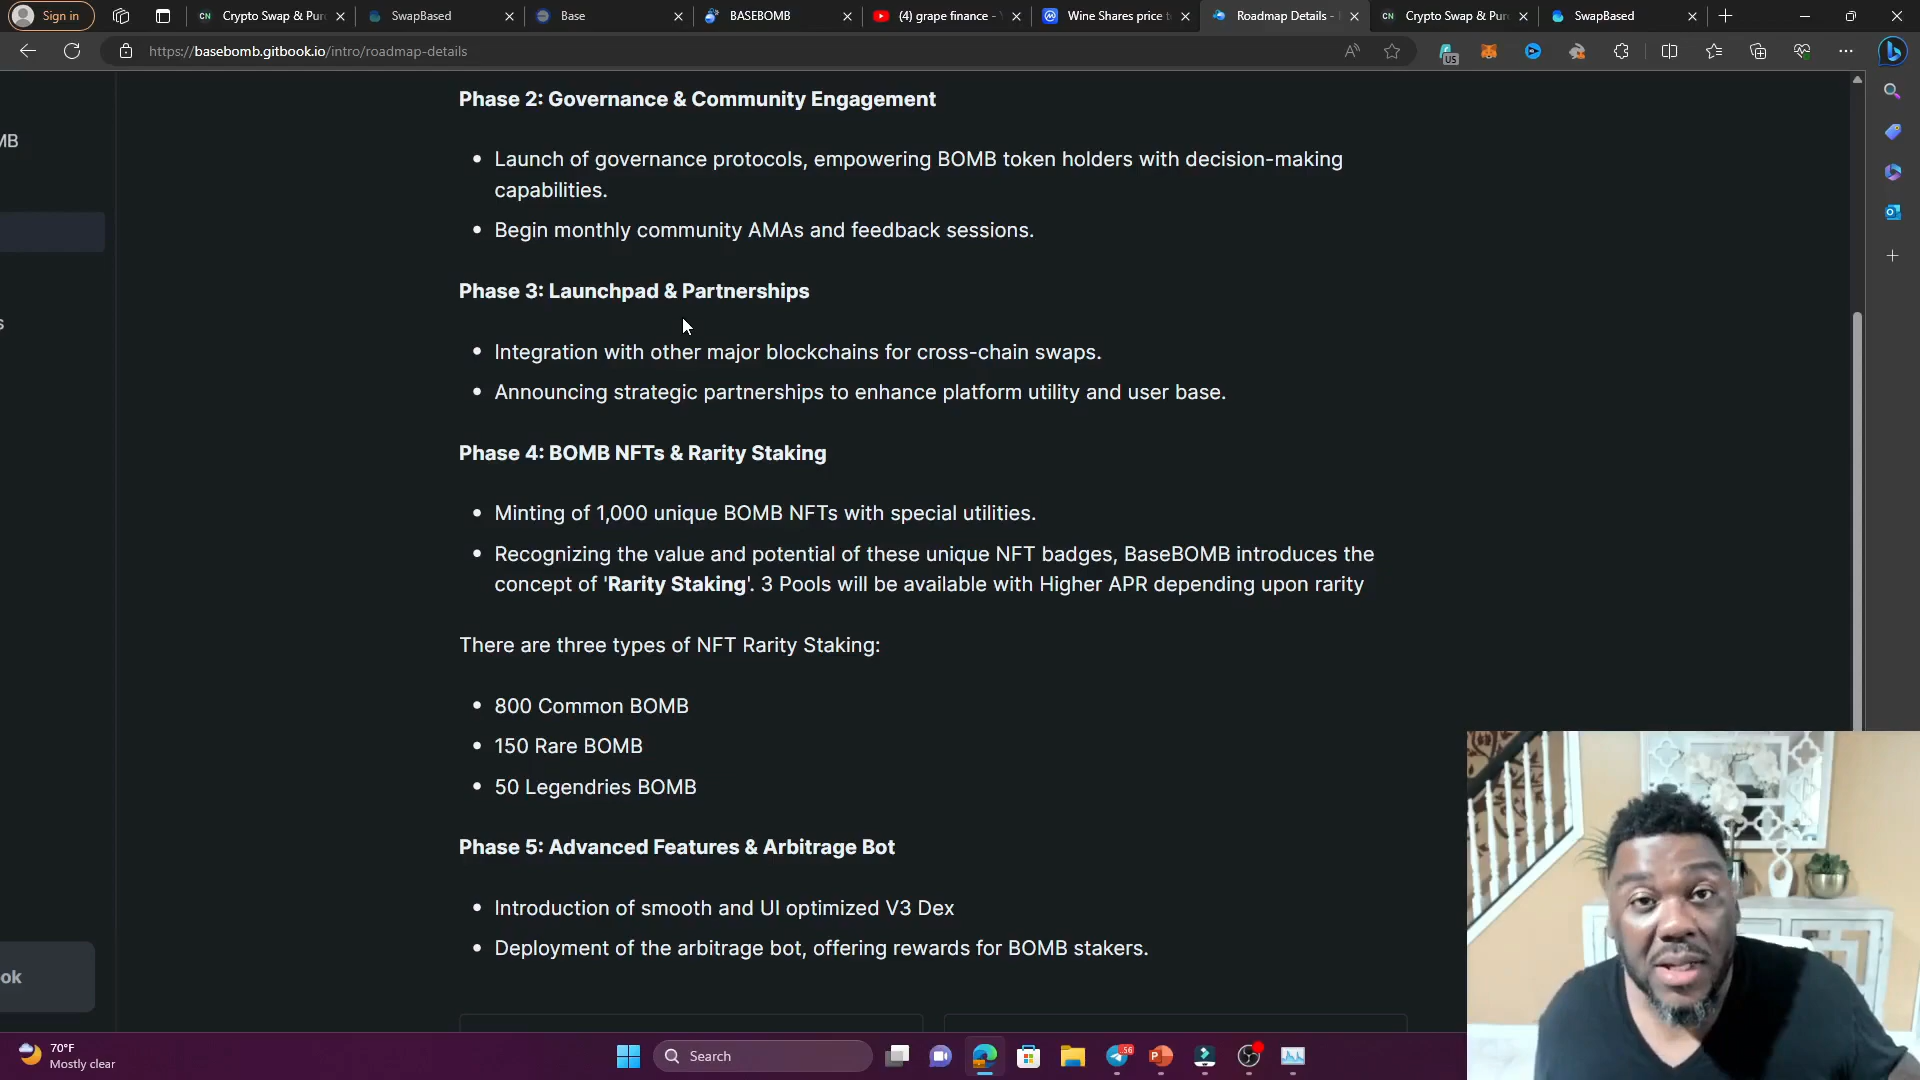 Sign in
Crypto Swap & Pur
SwapBased
Base
BASEBOMB
(4) grape finance -
Wine Shares price t
Roadmap Details -
Crypto Swap & Pur
SwapBased
https://basebomb.gitbook.io/intro/roadmap-details
US
MB
s
ok
Phase 2: Governance & Community Engagement
Launch of governance protocols, empowering BOMB token holders with decision-making
capabilities.
Begin monthly community AMAs and feedback sessions.
Phase 3: Launchpad & Partnerships
Integration with other major blockchains for cross-chain swaps.
Announcing strategic partnerships to enhance platform utility and user base.
Phase 4: BOMB NFTs & Rarity Staking
Minting of 1,000 unique BOMB NFTs with special utilities.
Recognizing the value and potential of these unique NFT badges, BaseBOMB introduces the
concept of 'Rarity Staking'. 3 Pools will be available with Higher APR depending upon rarity
There are three types of NFT Rarity Staking:
800 Common BOMB
150 Rare BOMB
50 Legendries BOMB
Phase 5: Advanced Features & Arbitrage Bot
Introduction of smooth and UI optimized V3 Dex
Deployment of the arbitrage bot, offering rewards for BOMB stakers.
70°F
Mostly clear
Search